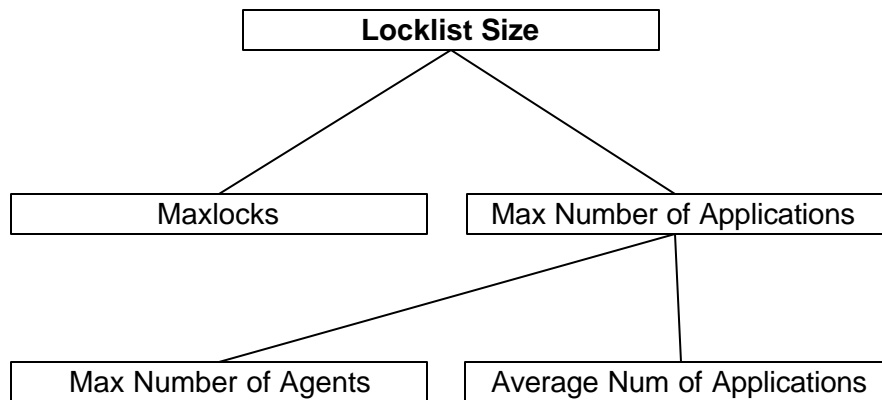 Locklist Size
Maxlocks
Max Number of Applications
Max Number of Agents
Average Num of Applications